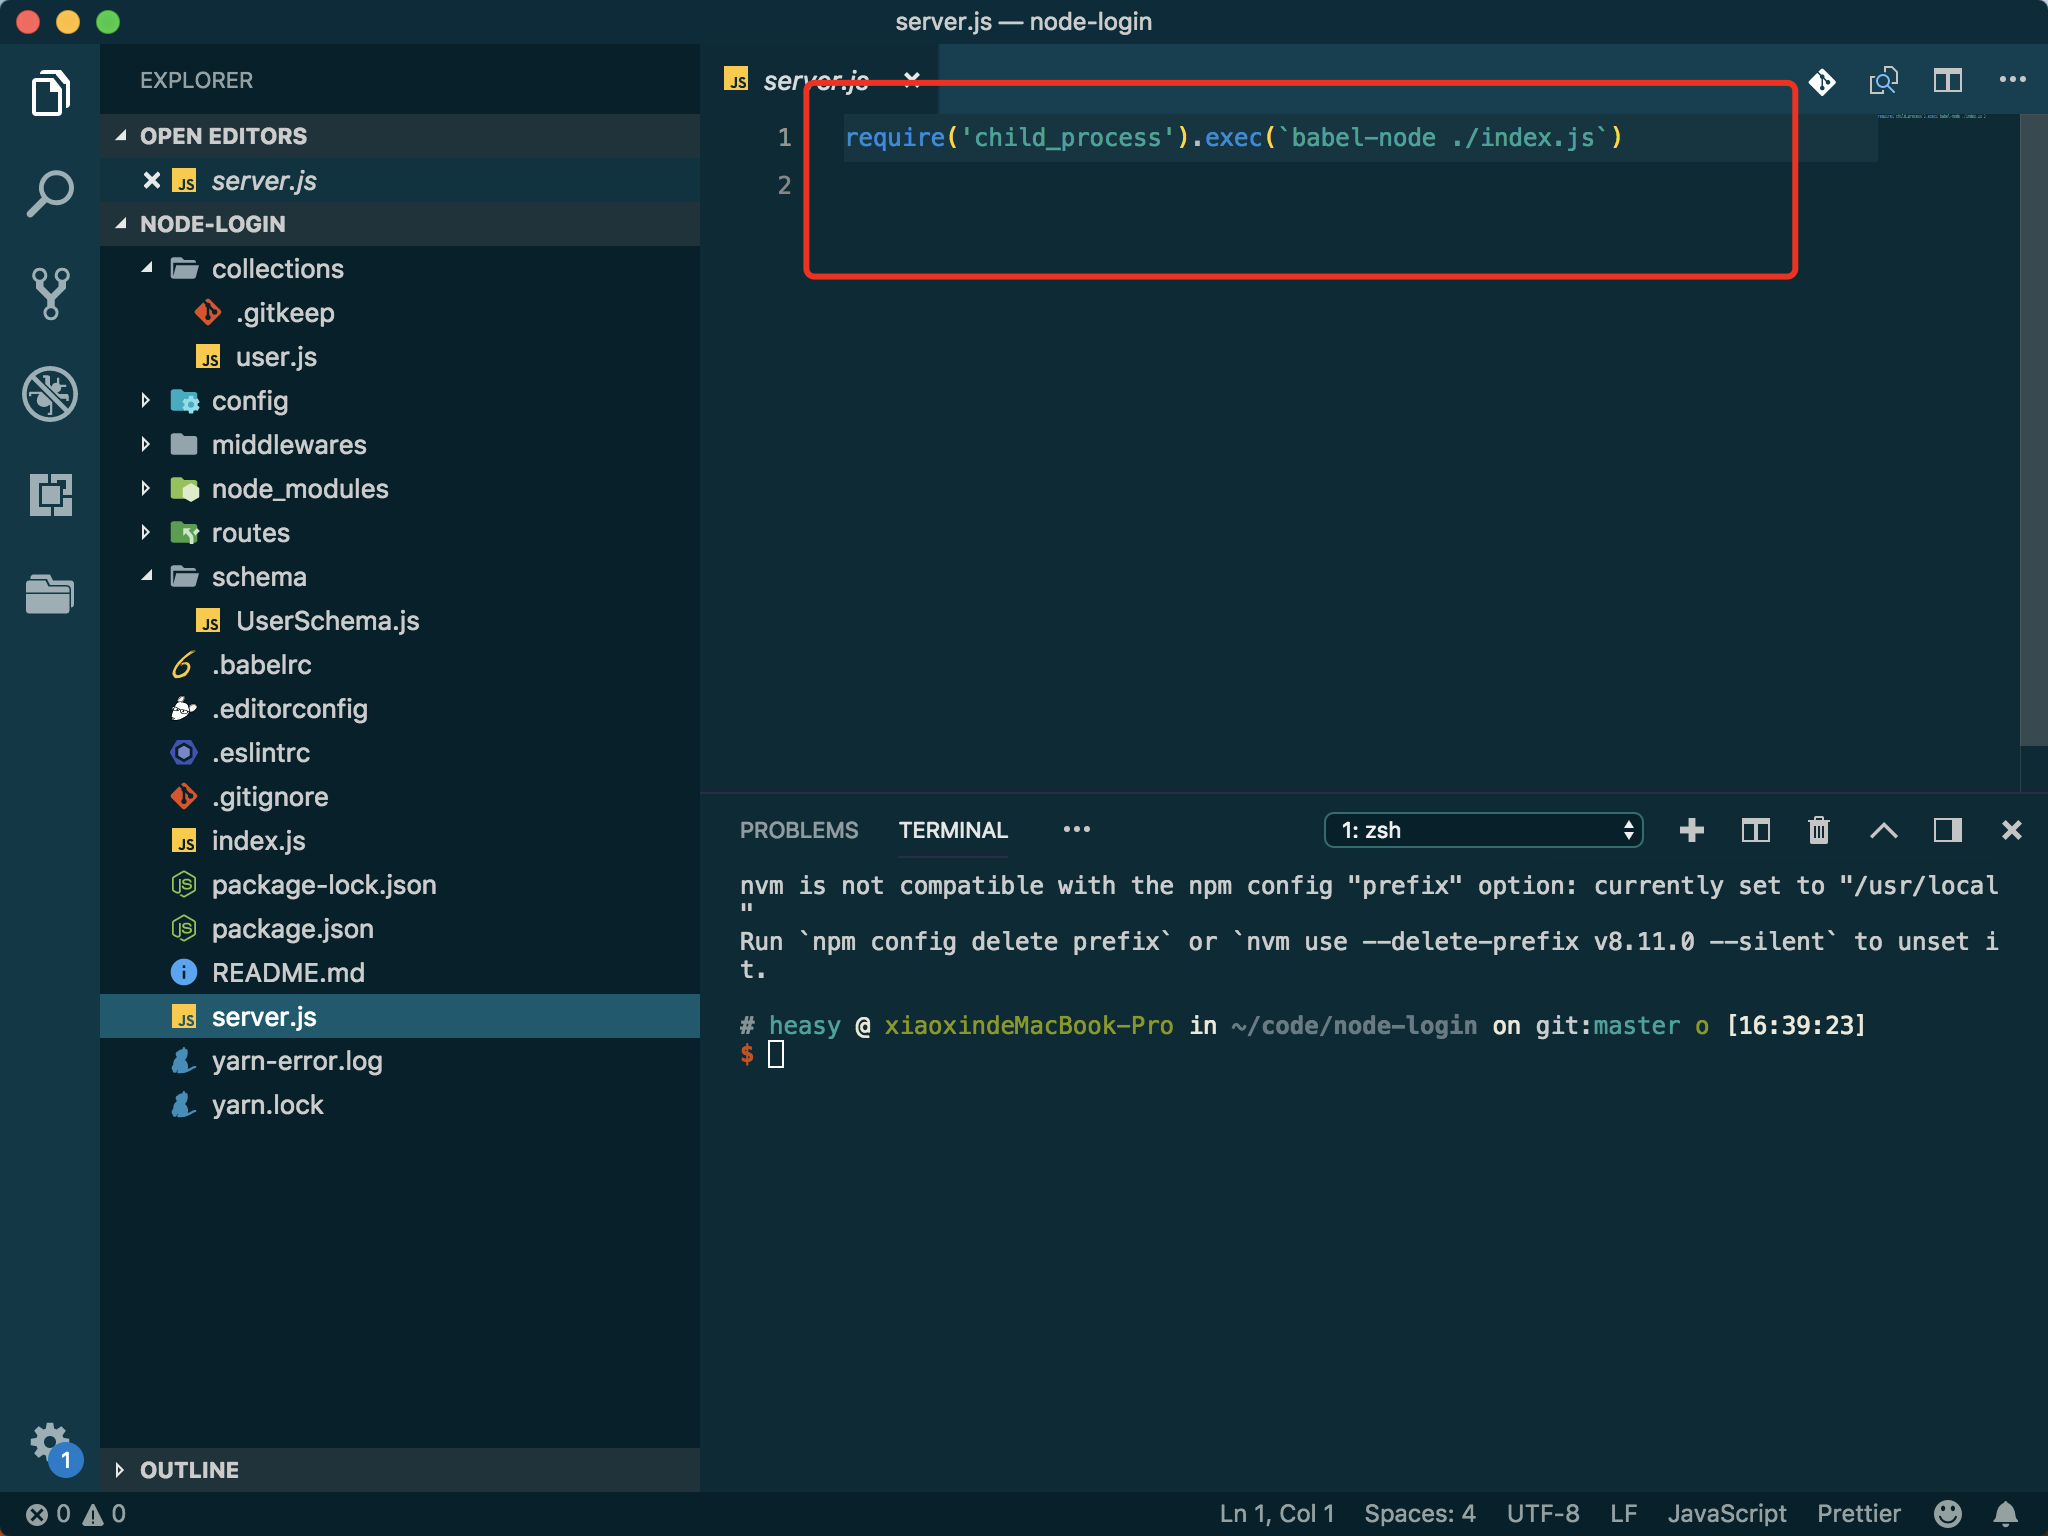 server.js — node-login
EXPLORER
OPEN EDITORS
server.js
NODE-LOGIN
collections
.gitkeep
user.js
config
middlewares
node_modules
routes
schema
UserSchema.js
.babelrc
.editorconfig
.eslintrc
.gitignore
index.js
package-lock.json
package.json
README.md
server.js
yarn-error.log
yarn.lock
OUTLINE
1
server.js
1 require('child_process').exec(`babel-node ./index.js`)
2
PROBLEMS TERMINAL 1: zsh
nvm is not compatible with the npm config "prefix" option: currently set to "/usr/local
"
Run `npm config delete prefix` or `nvm use --delete-prefix v8.11.0 --silent` to unset i
t.
# heasy @ xiaoxindeMacBook-Pro in ~/code/node-login on git:master o [16:39:23]
$
0 0 Ln 1, Col 1 Spaces: 4 UTF-8 LF JavaScript Prettier